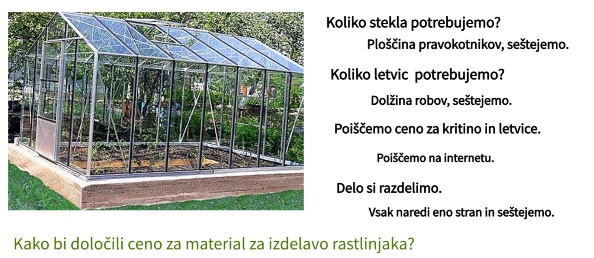 Koliko stekla potrebujemo?
Ploščina pravokotnikov, seštejemo.
Koliko letvic potrebujemo?
Dolžina robov, seštejemo.
Poiščemo ceno za kritino in letvice.
Poiščemo na internetu.
Delo si razdelimo.
Vsak naredi eno stran in seštejemo.
Kako bi določili ceno za material za izdelavo rastlinjaka?